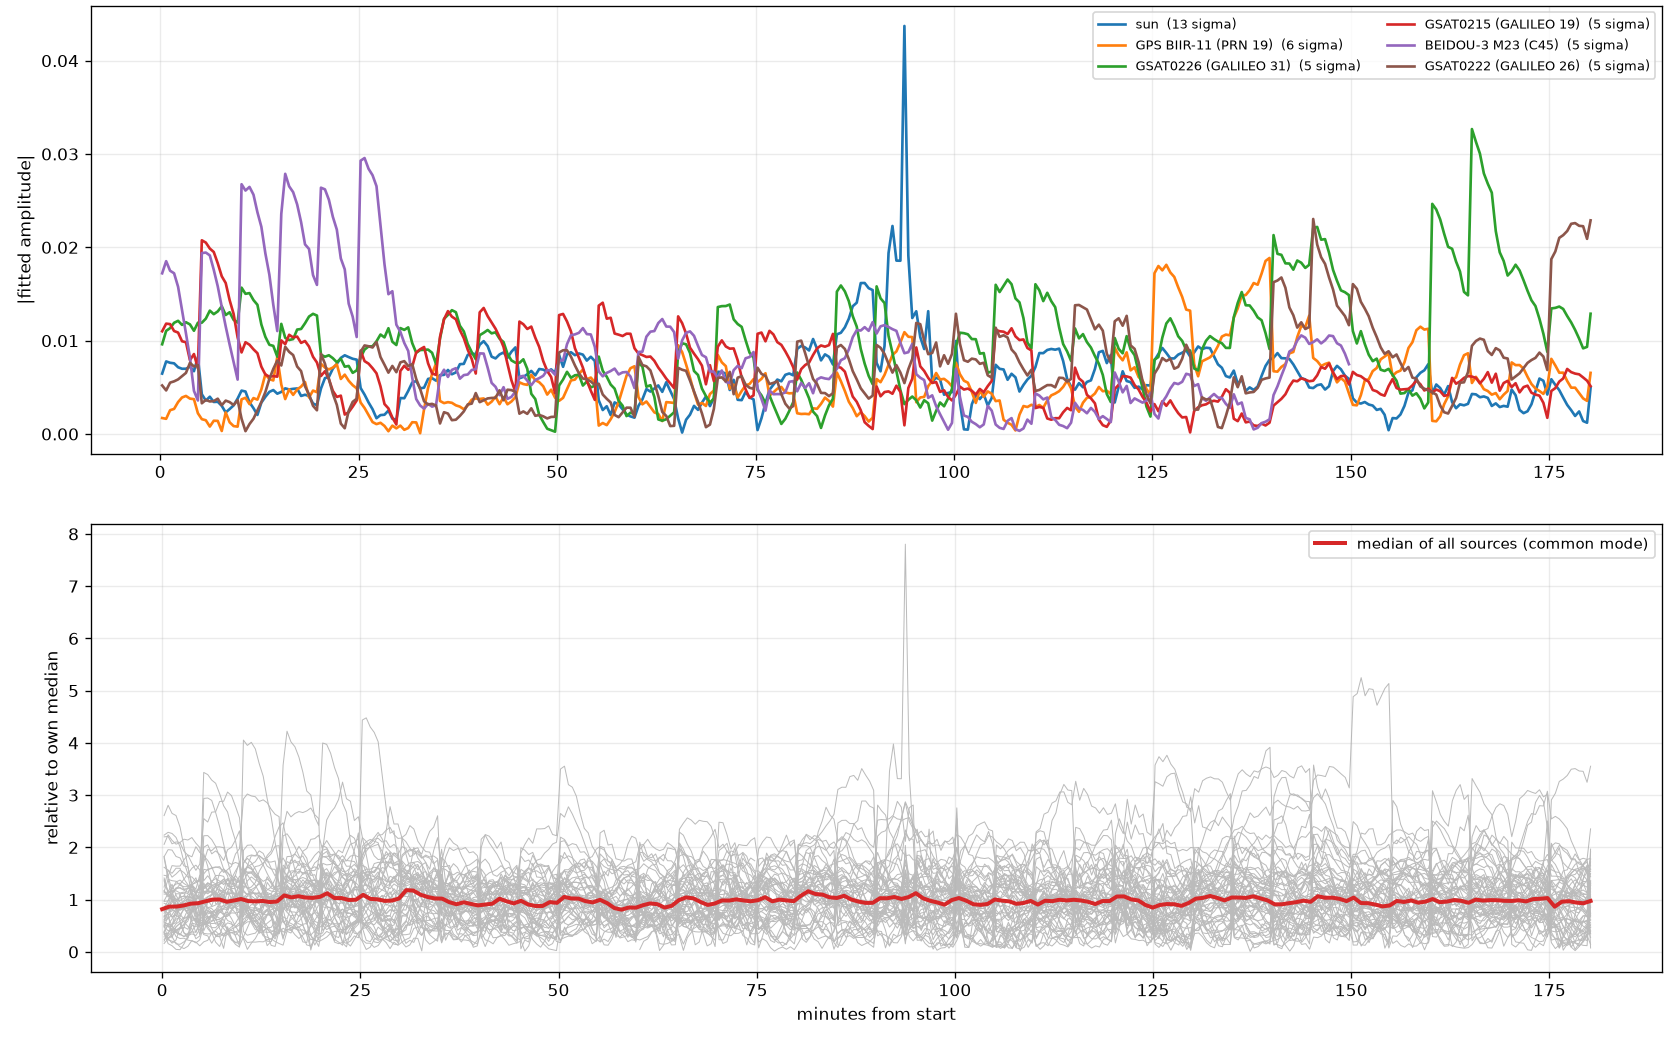 sun  (13 sigma)
GPS BIIR-11 (PRN 19)  (6 sigma)
GSAT0226 (GALILEO 31)  (5 sigma)
GSAT0215 (GALILEO 19)  (5 sigma)
BEIDOU-3 M23 (C45)  (5 sigma)
GSAT0222 (GALILEO 26)  (5 sigma)
|fitted amplitude|
0.04
0.03
0.02
0.01
0.00
0 25 50 75 100 125 150 175
median of all sources (common mode)
relative to own median
8
7
6
5
4
3
2
1
0
0 25 50 75 100 125 150 175
minutes from start